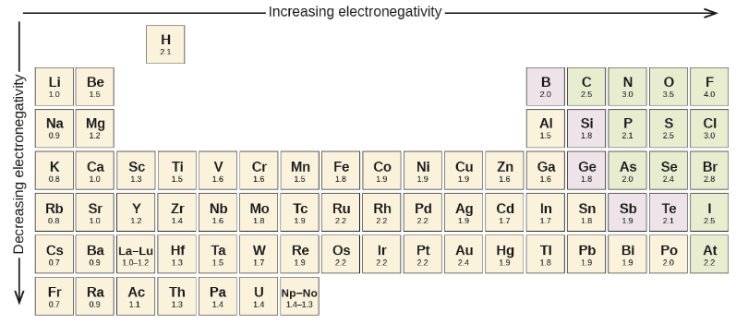 Increasing electronegativity
Decreasing electronegativity
H
2.1
Li Be B C N O F
1.0 1.5 2.0 2.5 3.0 3.5 4.0
Na Mg Al Si P S Cl
0.9 1.2 1.5 1.8 2.1 2.5 3.0
K Ca Sc Ti V Cr Mn Fe Co Ni Cu Zn Ga Ge As Se Br
0.8 1.0 1.3 1.5 1.6 1.6 1.5 1.8 1.9 1.9 1.9 1.6 1.6 1.8 2.0 2.4 2.8
Rb Sr Y Zr Nb Mo Tc Ru Rh Pd Ag Cd In Sn Sb Te I
0.8 1.0 1.2 1.4 1.6 1.8 1.9 2.2 2.2 2.2 1.9 1.7 1.7 1.8 1.9 2.1 2.5
Cs Ba La–Lu Hf Ta W Re Os Ir Pt Au Hg Tl Pb Bi Po At
0.7 0.9 1.0–1.2 1.3 1.5 1.7 1.9 2.2 2.2 2.2 2.4 1.9 1.8 1.9 1.9 2.0 2.2
Fr Ra Ac Th Pa U Np–No
0.7 0.9 1.1 1.3 1.4 1.4 1.4–1.3